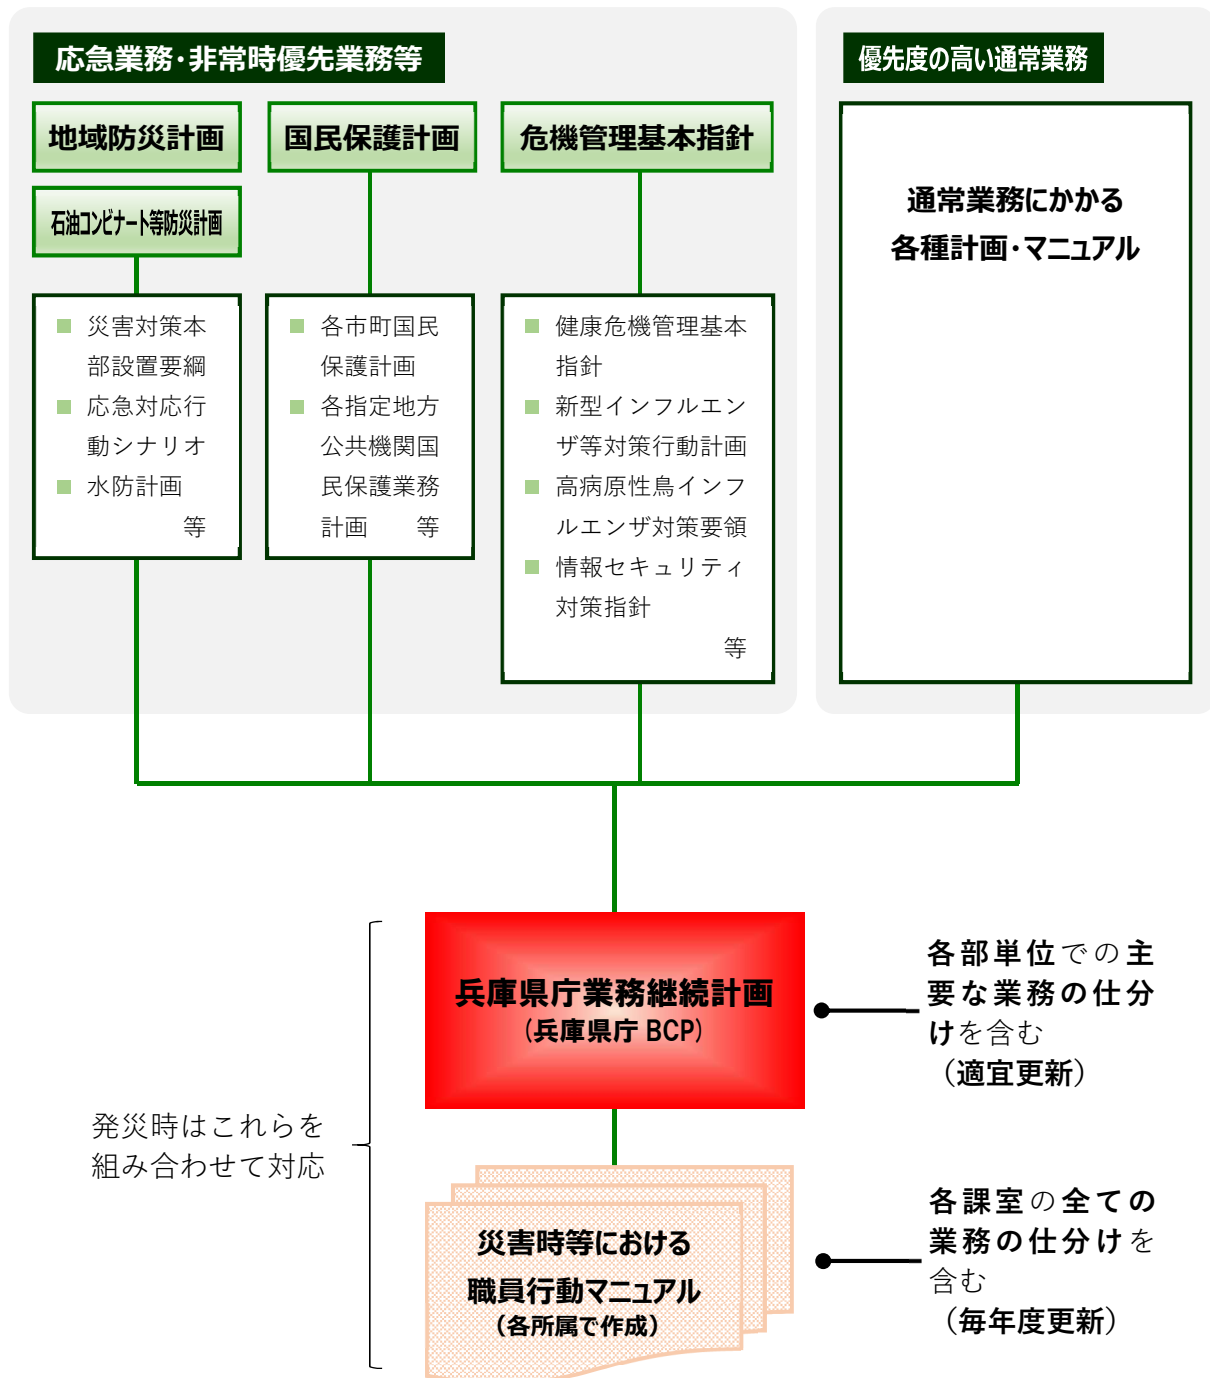 応急業務・非常時優先業務等
地域防災計画
石油コンビナート等防災計画
災害対策本
部設置要綱
応急対応行
動シナリオ
水防計画
等
国民保護計画
各市町国民
保護計画
各指定地方
公共機関国
民保護業務
計画　　等
危機管理基本指針
健康危機管理基本
指針
新型インフルエン
ザ等対策行動計画
高病原性鳥インフ
ルエンザ対策要領
情報セキュリティ
対策指針
等
優先度の高い通常業務
通常業務にかかる
各種計画・マニュアル
兵庫県庁業務継続計画
(兵庫県庁 BCP)
各部単位での主
要な業務の仕分
けを含む
（適宜更新）
発災時はこれらを
組み合わせて対応
災害時等における
職員行動マニュアル
（各所属で作成）
各課室の全ての
業務の仕分けを
含む
（毎年度更新）